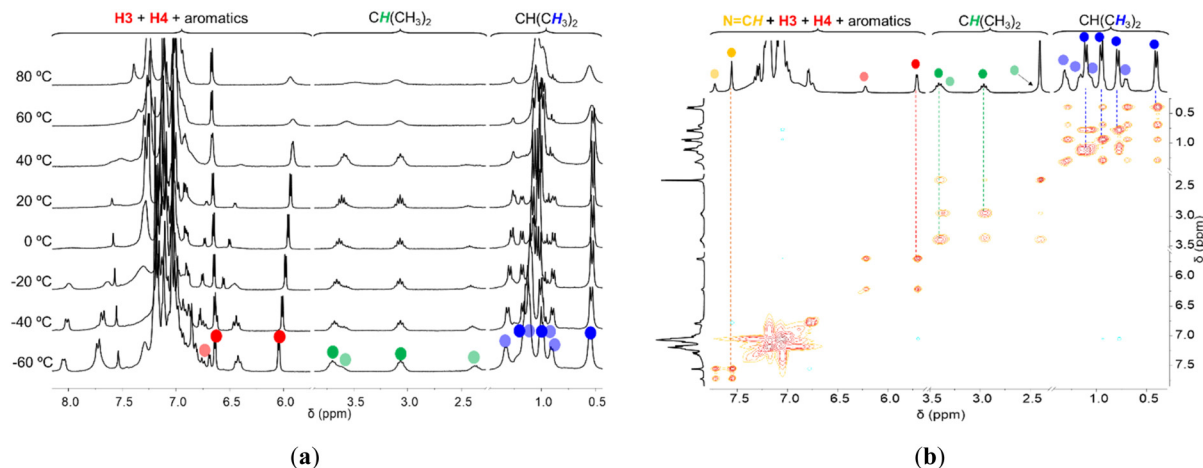 H3 + H4 + aromatics
CH(CH₃)₂
CH(CH₃)₂
80 ºC
60 ºC
40 ºC
20 ºC
0 ºC
-20 ºC
-40 ºC
-60 ºC
8.0 7.5 7.0 6.5 6.0 3.5 3.0 2.5 1.0 0.5
δ (ppm)
(a)
N=CH + H3 + H4 + aromatics
CH(CH₃)₂
CH(CH₃)₂
0.5
1.0
2.5
3.0
3.5
6.0
6.5
7.0
7.5
δ (ppm)
7.5 7.0 6.5 6.0 3.5 3.0 2.5 1.0 0.5
δ (ppm)
(b)